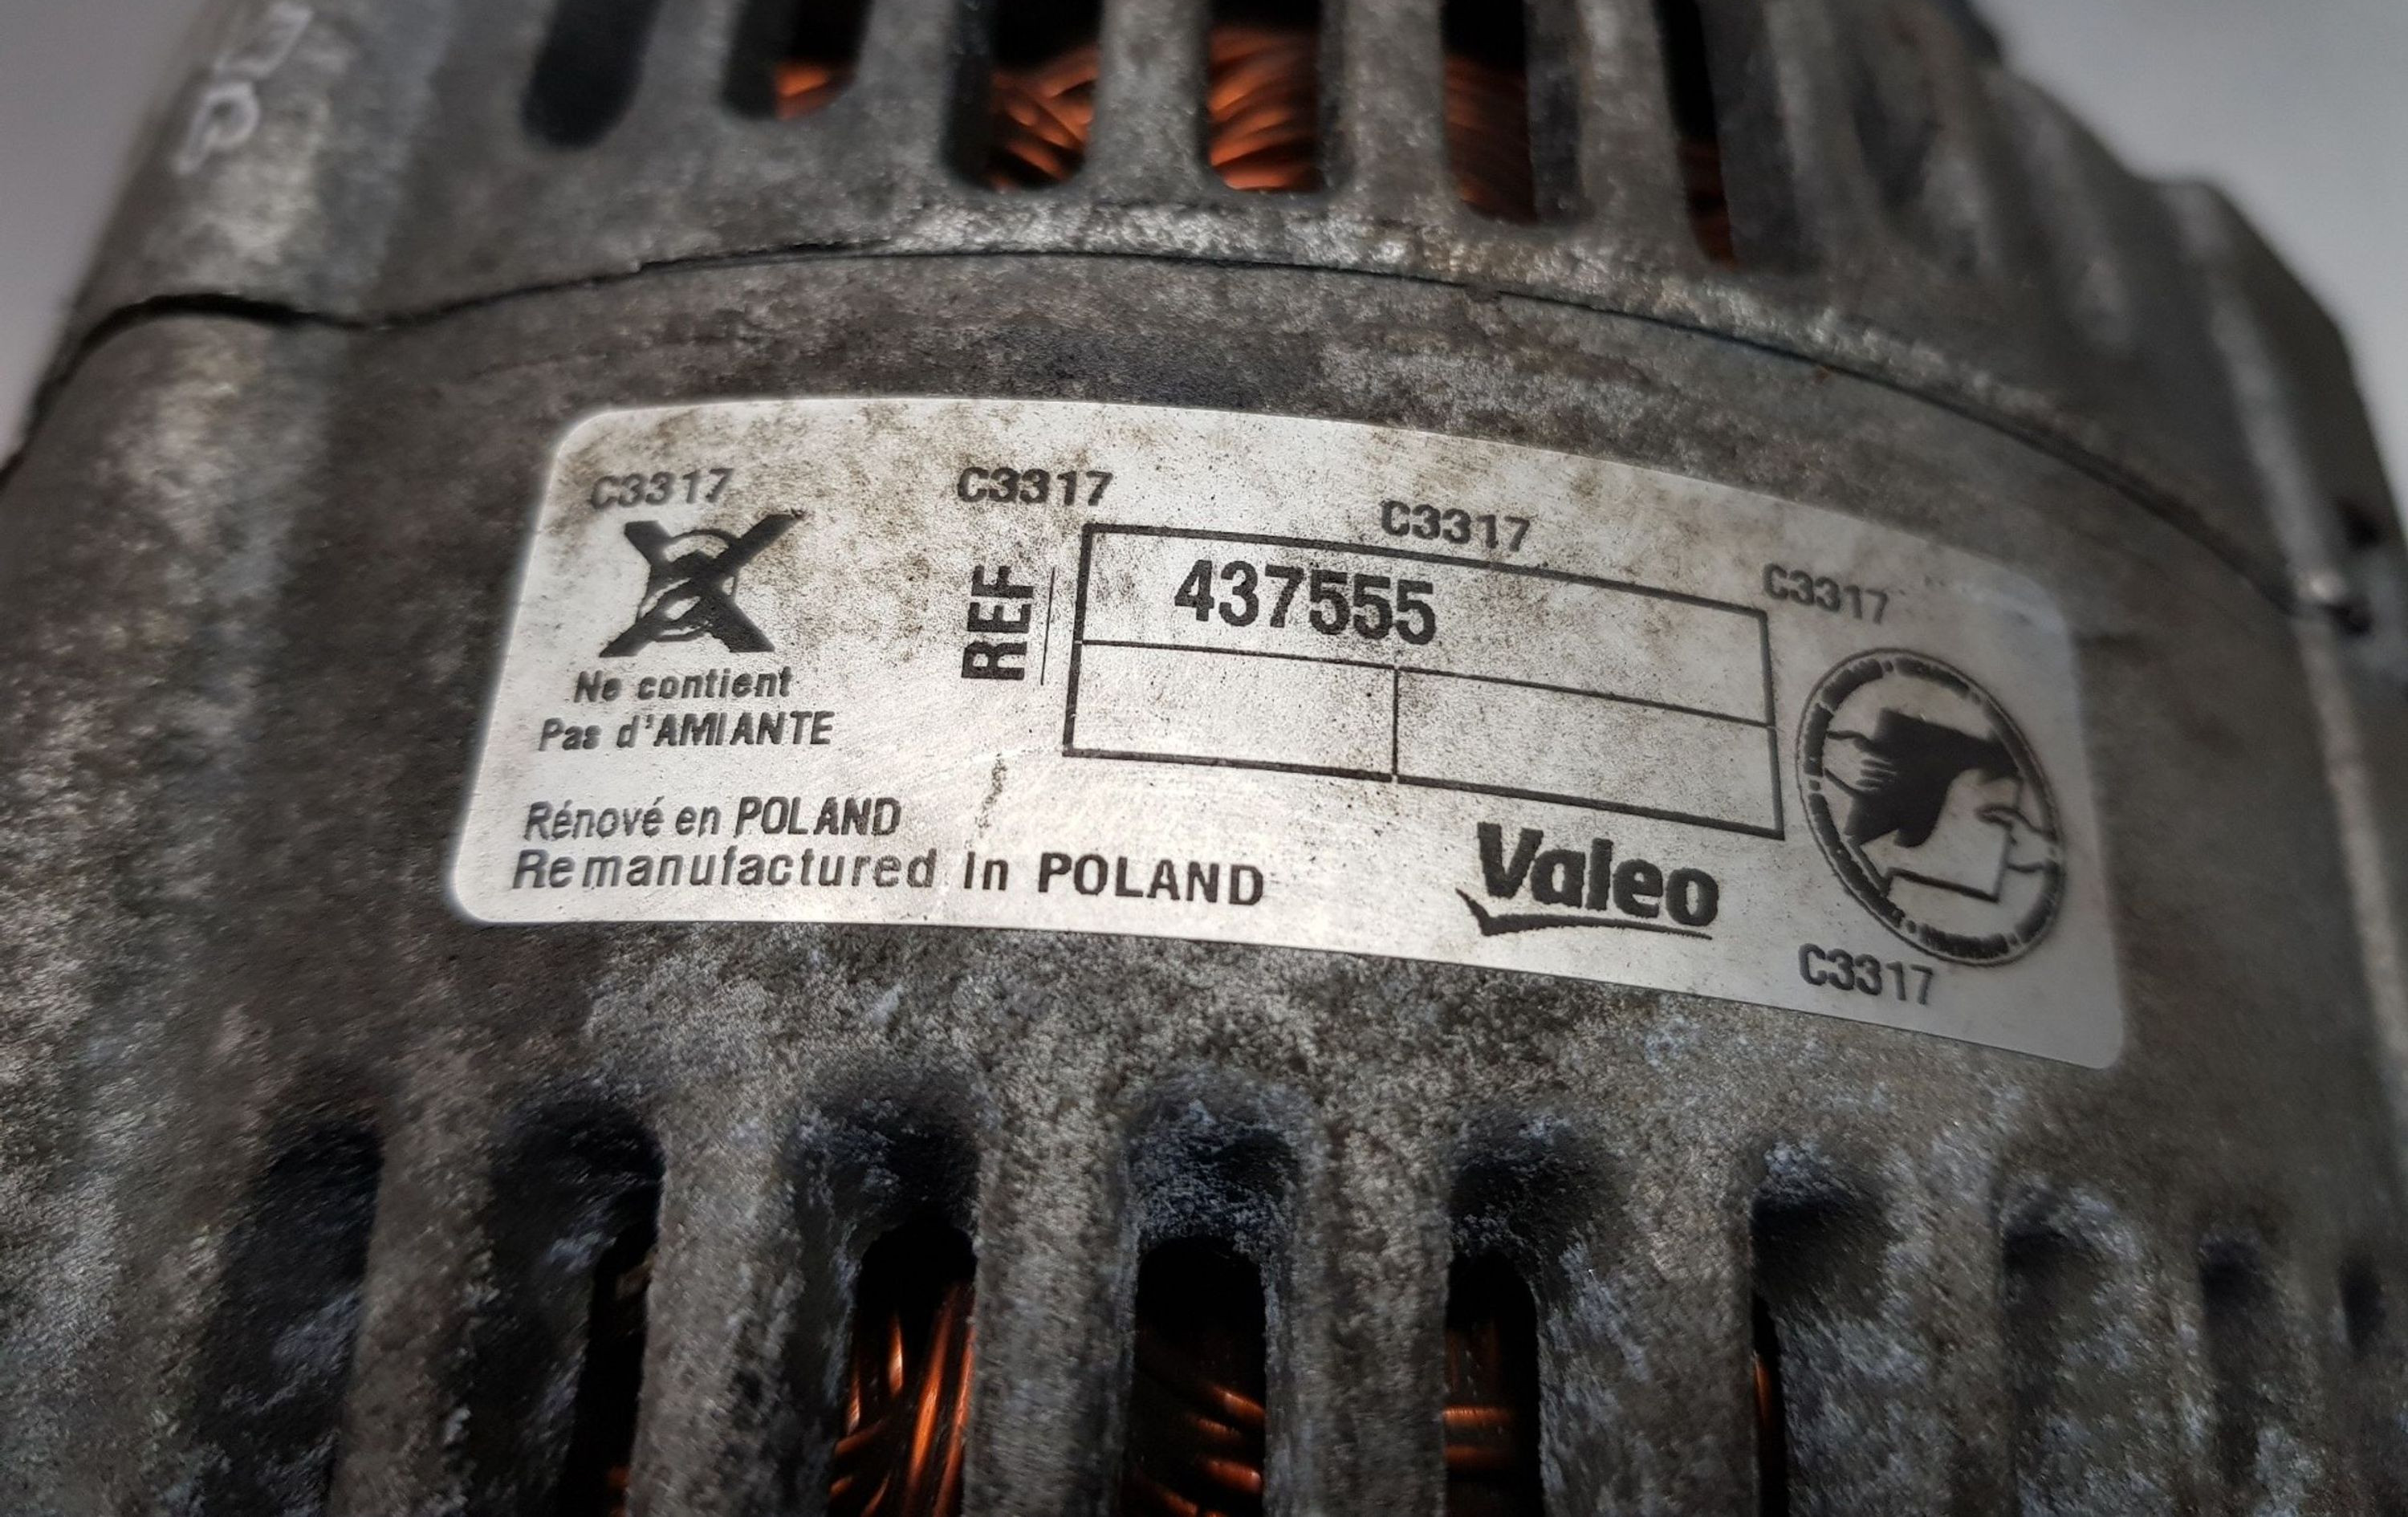 C3317
C3317
C3317
C3317
REF
437555
Ne contient
Pas d'AMIANTE
Rénové en POLAND
Remanufactured In POLAND
Valeo
C3317